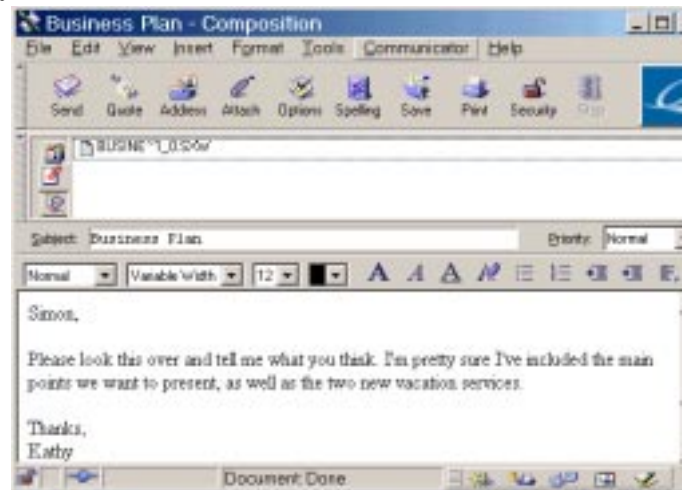 Business Plan - Composition
File Edit View Insert Format Tools Communicator Help
Send Quote Address Attach Options Spelling Save Print Security Stop
Subject: Business Plan Priority: Normal
Normal Variable Width 12
Simon,
Please look this over and tell me what you think. I'm pretty sure I've included the main
points we want to present, as well as the two new vacation services.
Thanks,
Kathy
Document: Done